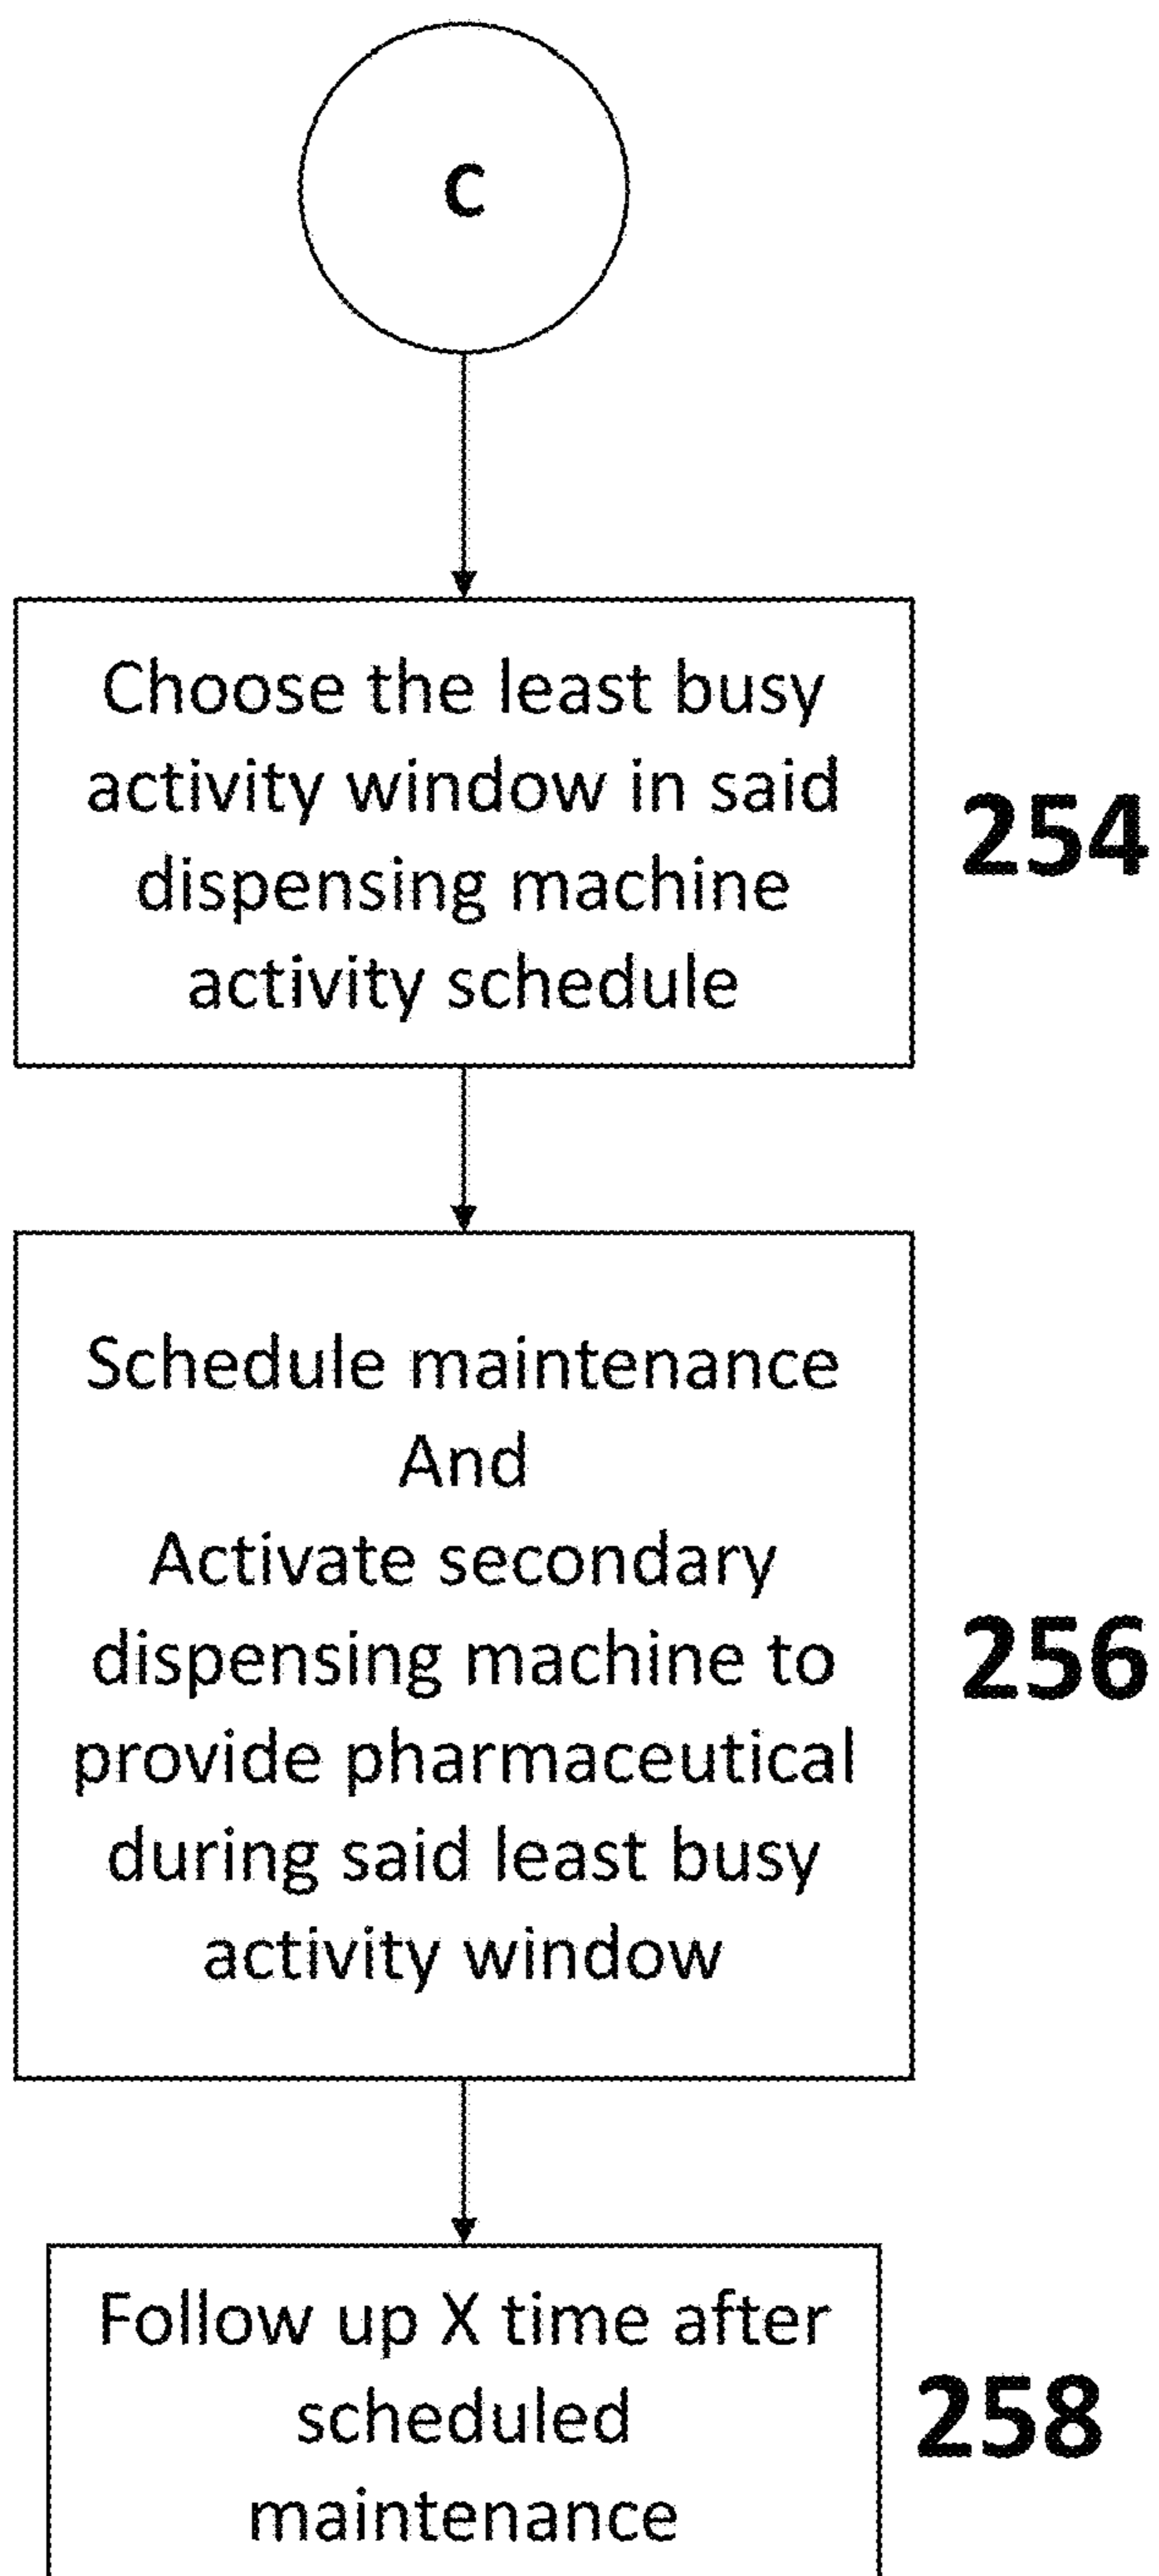 C
Choose the least busy
activity window in said
dispensing machine
activity schedule
254
Schedule maintenance
And
Activate secondary
dispensing machine to
provide pharmaceutical
during said least busy
activity window
256
Follow up X time after
scheduled
maintenance
258